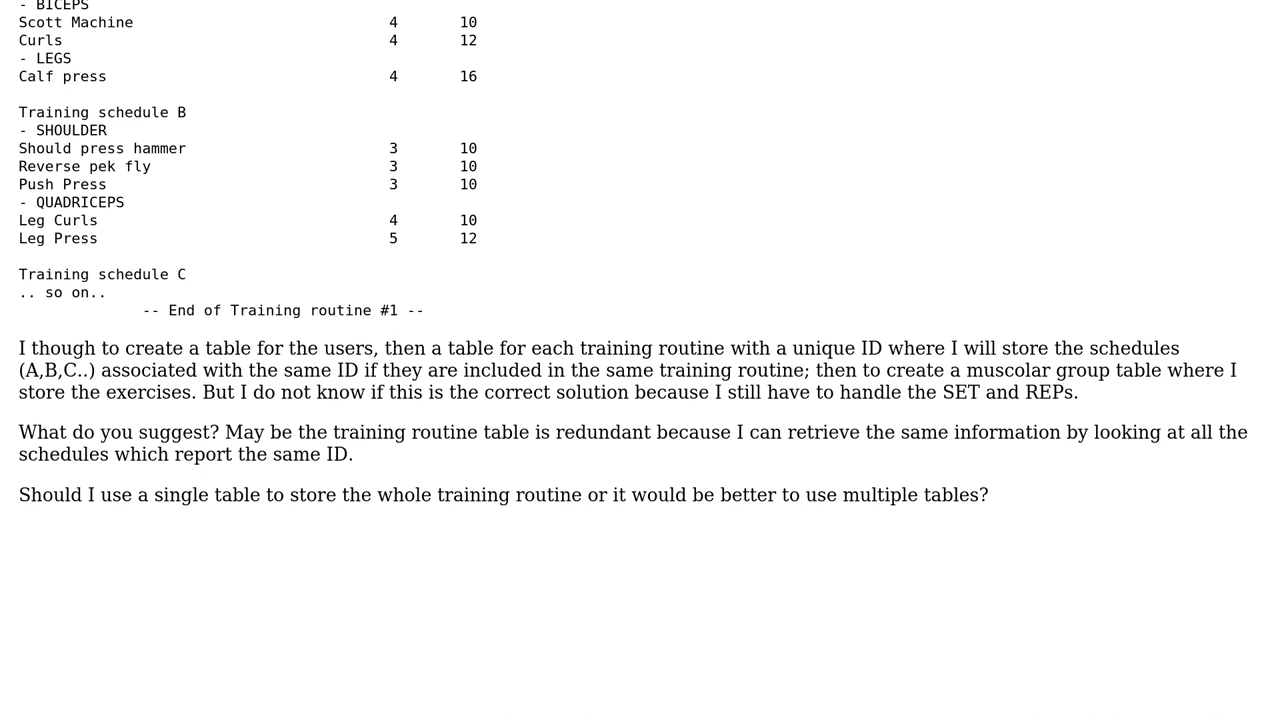 - BICEPS
Scott Machine 4 10
Curls 4 12
- LEGS
Calf press 4 16
Training schedule B
- SHOULDER
Should press hammer 3 10
Reverse pek fly 3 10
Push Press 3 10
- QUADRICEPS
Leg Curls 4 10
Leg Press 5 12
Training schedule C
.. so on..
-- End of Training routine #1 --
I though to create a table for the users, then a table for each training routine with a unique ID where I will store the schedules
(A,B,C..) associated with the same ID if they are included in the same training routine; then to create a muscolar group table where I
store the exercises. But I do not know if this is the correct solution because I still have to handle the SET and REPs.
What do you suggest? May be the training routine table is redundant because I can retrieve the same information by looking at all the
schedules which report the same ID.
Should I use a single table to store the whole training routine or it would be better to use multiple tables?